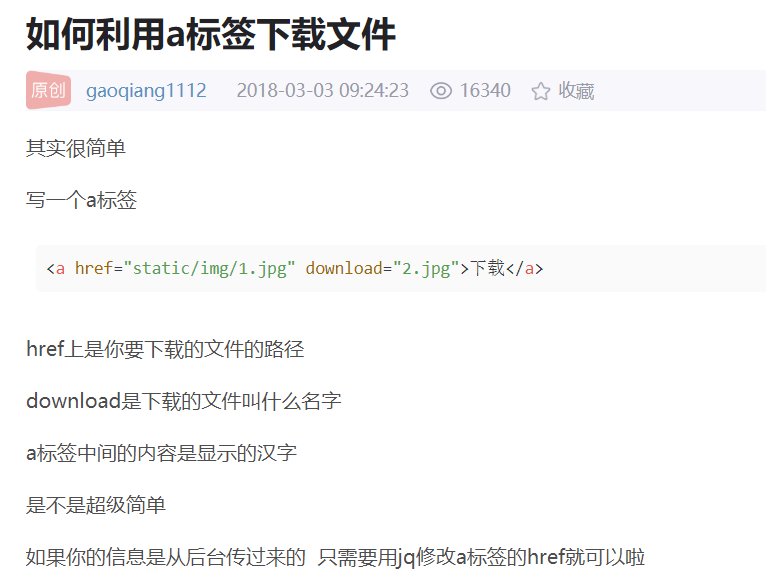 如何利用a标签下载文件
原创 gaoqiang1112 2018-03-03 09:24:23 16340 收藏
其实很简单
写一个a标签
<a href="static/img/1.jpg" download="2.jpg">下载</a>
href上是你要下载的文件的路径
download是下载的文件叫什么名字
a标签中间的内容是显示的汉字
是不是超级简单
如果你的信息是从后台传过来的 只需要用jq修改a标签的href就可以啦